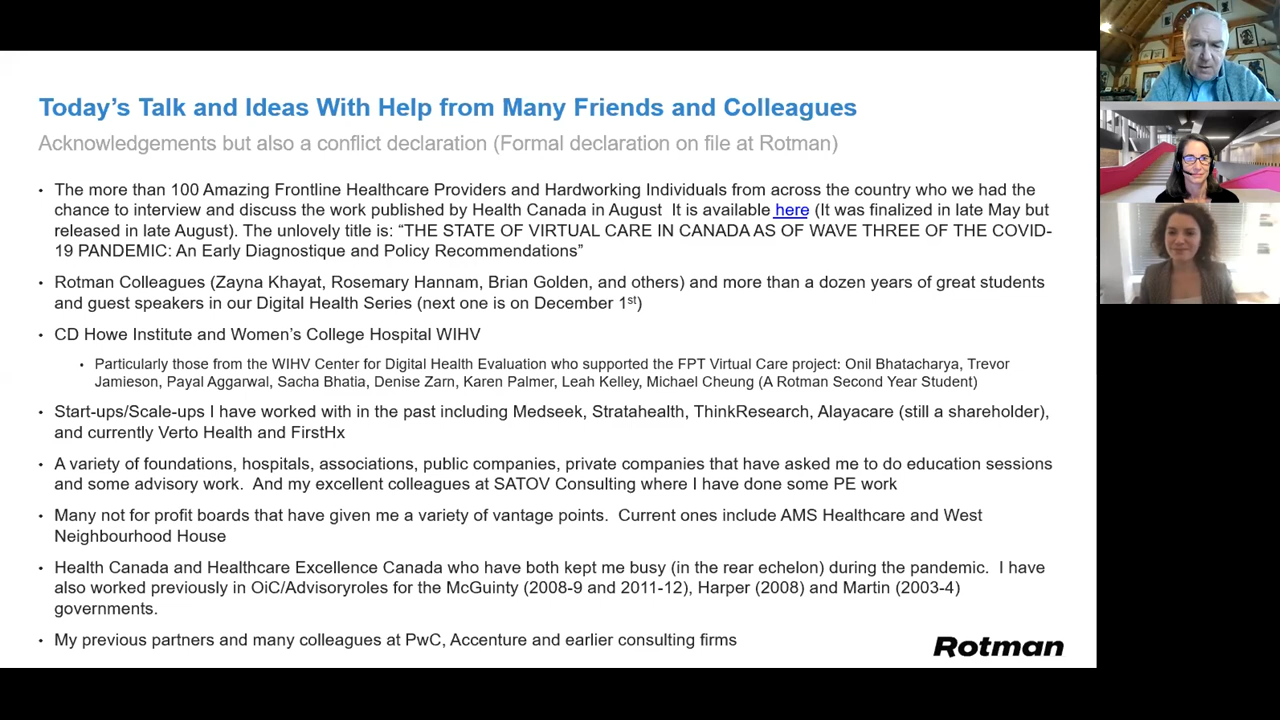 Today's Talk and Ideas With Help from Many Friends and Colleagues
Acknowledgements but also a conflict declaration (Formal declaration on file at Rotman)
• The more than 100 Amazing Frontline Healthcare Providers and Hardworking Individuals from across the country who we had the
chance to interview and discuss the work published by Health Canada in August  It is available here (It was finalized in late May but
released in late August). The unlovely title is: “THE STATE OF VIRTUAL CARE IN CANADA AS OF WAVE THREE OF THE COVID-
19 PANDEMIC: An Early Diagnostique and Policy Recommendations”
• Rotman Colleagues (Zayna Khayat, Rosemary Hannam, Brian Golden, and others) and more than a dozen years of great students
and guest speakers in our Digital Health Series (next one is on December 1st)
• CD Howe Institute and Women's College Hospital WIHV
• Particularly those from the WIHV Center for Digital Health Evaluation who supported the FPT Virtual Care project: Onil Bhatacharya, Trevor
Jamieson, Payal Aggarwal, Sacha Bhatia, Denise Zarn, Karen Palmer, Leah Kelley, Michael Cheung (A Rotman Second Year Student)
• Start-ups/Scale-ups I have worked with in the past including Medseek, Stratahealth, ThinkResearch, Alayacare (still a shareholder),
and currently Verto Health and FirstHx
• A variety of foundations, hospitals, associations, public companies, private companies that have asked me to do education sessions
and some advisory work.  And my excellent colleagues at SATOV Consulting where I have done some PE work
• Many not for profit boards that have given me a variety of vantage points.  Current ones include AMS Healthcare and West
Neighbourhood House
• Health Canada and Healthcare Excellence Canada who have both kept me busy (in the rear echelon) during the pandemic.  I have
also worked previously in OiC/Advisoryroles for the McGuinty (2008-9 and 2011-12), Harper (2008) and Martin (2003-4)
governments.
• My previous partners and many colleagues at PwC, Accenture and earlier consulting firms
Rotman